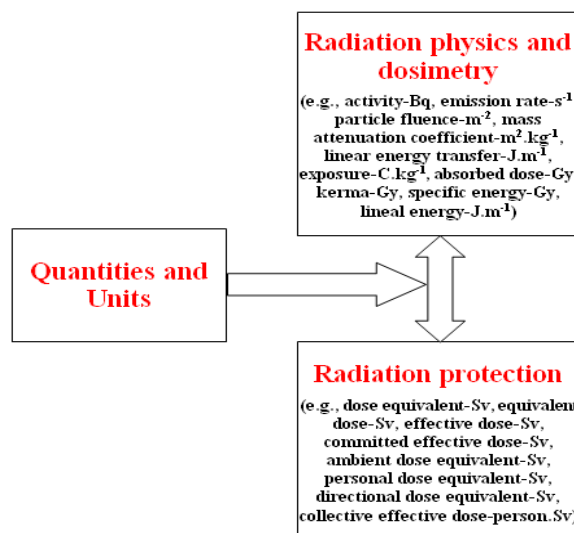 Radiation physics and
dosimetry
(e.g., activity-Bq, emission rate-s⁻¹
particle fluence-m⁻², mass
attenuation coefficient-m².kg⁻¹,
linear energy transfer-J.m⁻¹,
exposure-C.kg⁻¹, absorbed dose-Gy
kerma-Gy, specific energy-Gy,
lineal energy-J.m⁻¹)
Quantities and
Units
Radiation protection
(e.g., dose equivalent-Sv, equivalent
dose-Sv, effective dose-Sv,
committed effective dose-Sv,
ambient dose equivalent-Sv,
personal dose equivalent-Sv,
directional dose equivalent-Sv,
collective effective dose-person.Sv)